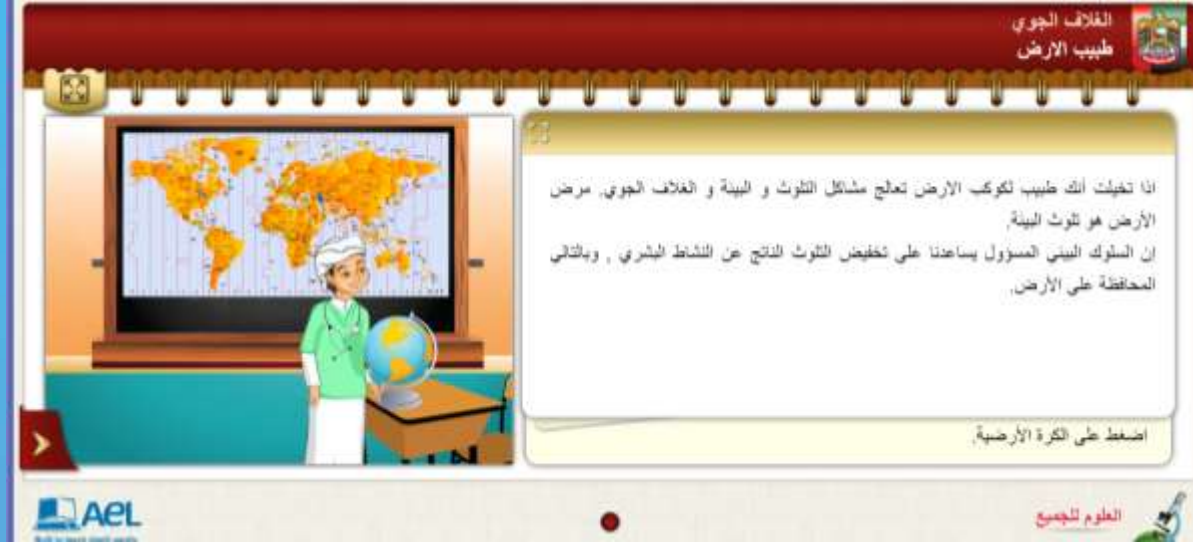 الغلاف الجوي
طبيب الارض
اذا تخيلت أنك طبيب لكوكب الارض تعالج مشاكل التلوث و البيئة و الغلاف الجوي. مرض
الأرض هو تلوث البيئة.
إن السلوك البيئي المسؤول يساعدنا على تخفيض التلوث الناتج عن النشاط البشري , وبالتالي
المحافظة على الأرض.
اضغط على الكرة الأرضية.
AeL
العلوم للجميع